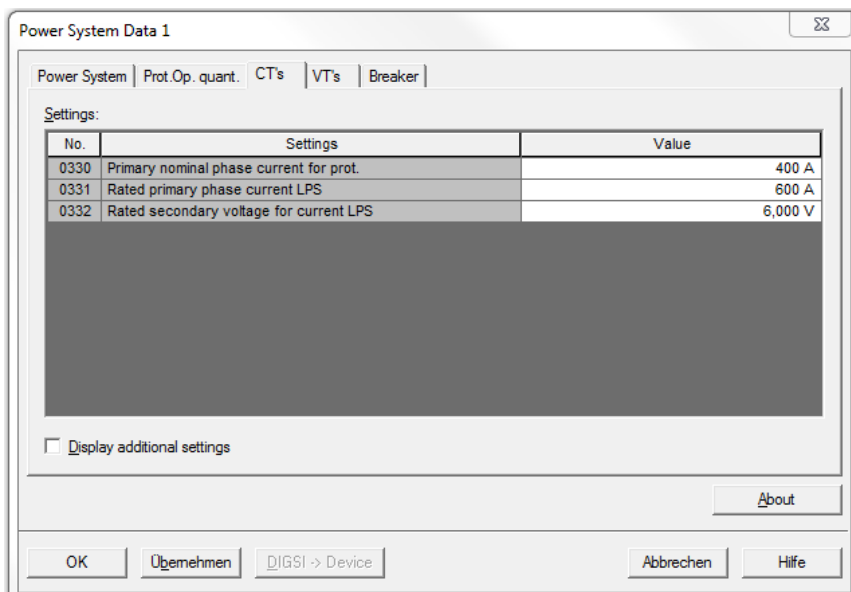 Power System Data 1
Power System Prot.Op. quant. CT's VT's Breaker
Settings:
No. Settings Value
0330 Primary nominal phase current for prot. 400 A
0331 Rated primary phase current LPS 600 A
0332 Rated secondary voltage for current LPS 6,000 V
Display additional settings
About
OK Übernehmen DIGSI -> Device Abbrechen Hilfe